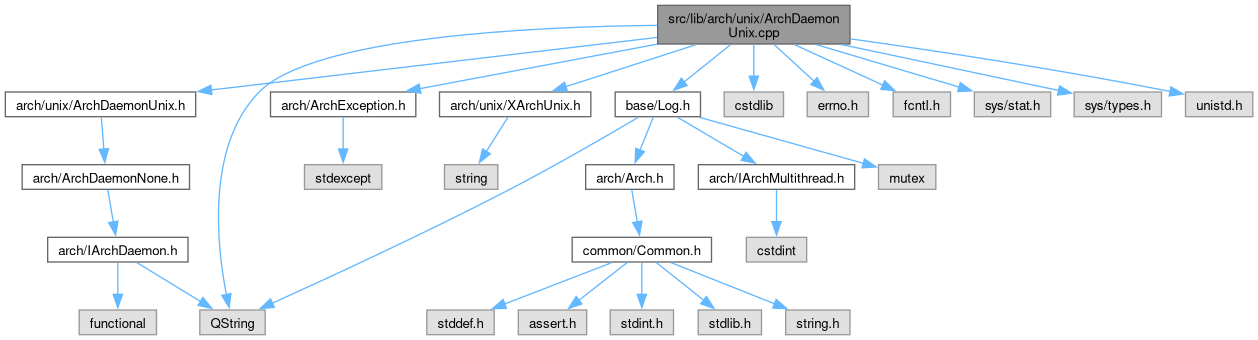 src/lib/arch/unix/ArchDaemon
Unix.cpp
arch/unix/ArchDaemonUnix.h
arch/ArchException.h
arch/unix/XArchUnix.h
base/Log.h
cstdlib
errno.h
fcntl.h
sys/stat.h
sys/types.h
unistd.h
arch/ArchDaemonNone.h
stdexcept
string
arch/Arch.h
arch/IArchMultithread.h
mutex
arch/IArchDaemon.h
common/Common.h
cstdint
functional
QString
stddef.h
assert.h
stdint.h
stdlib.h
string.h